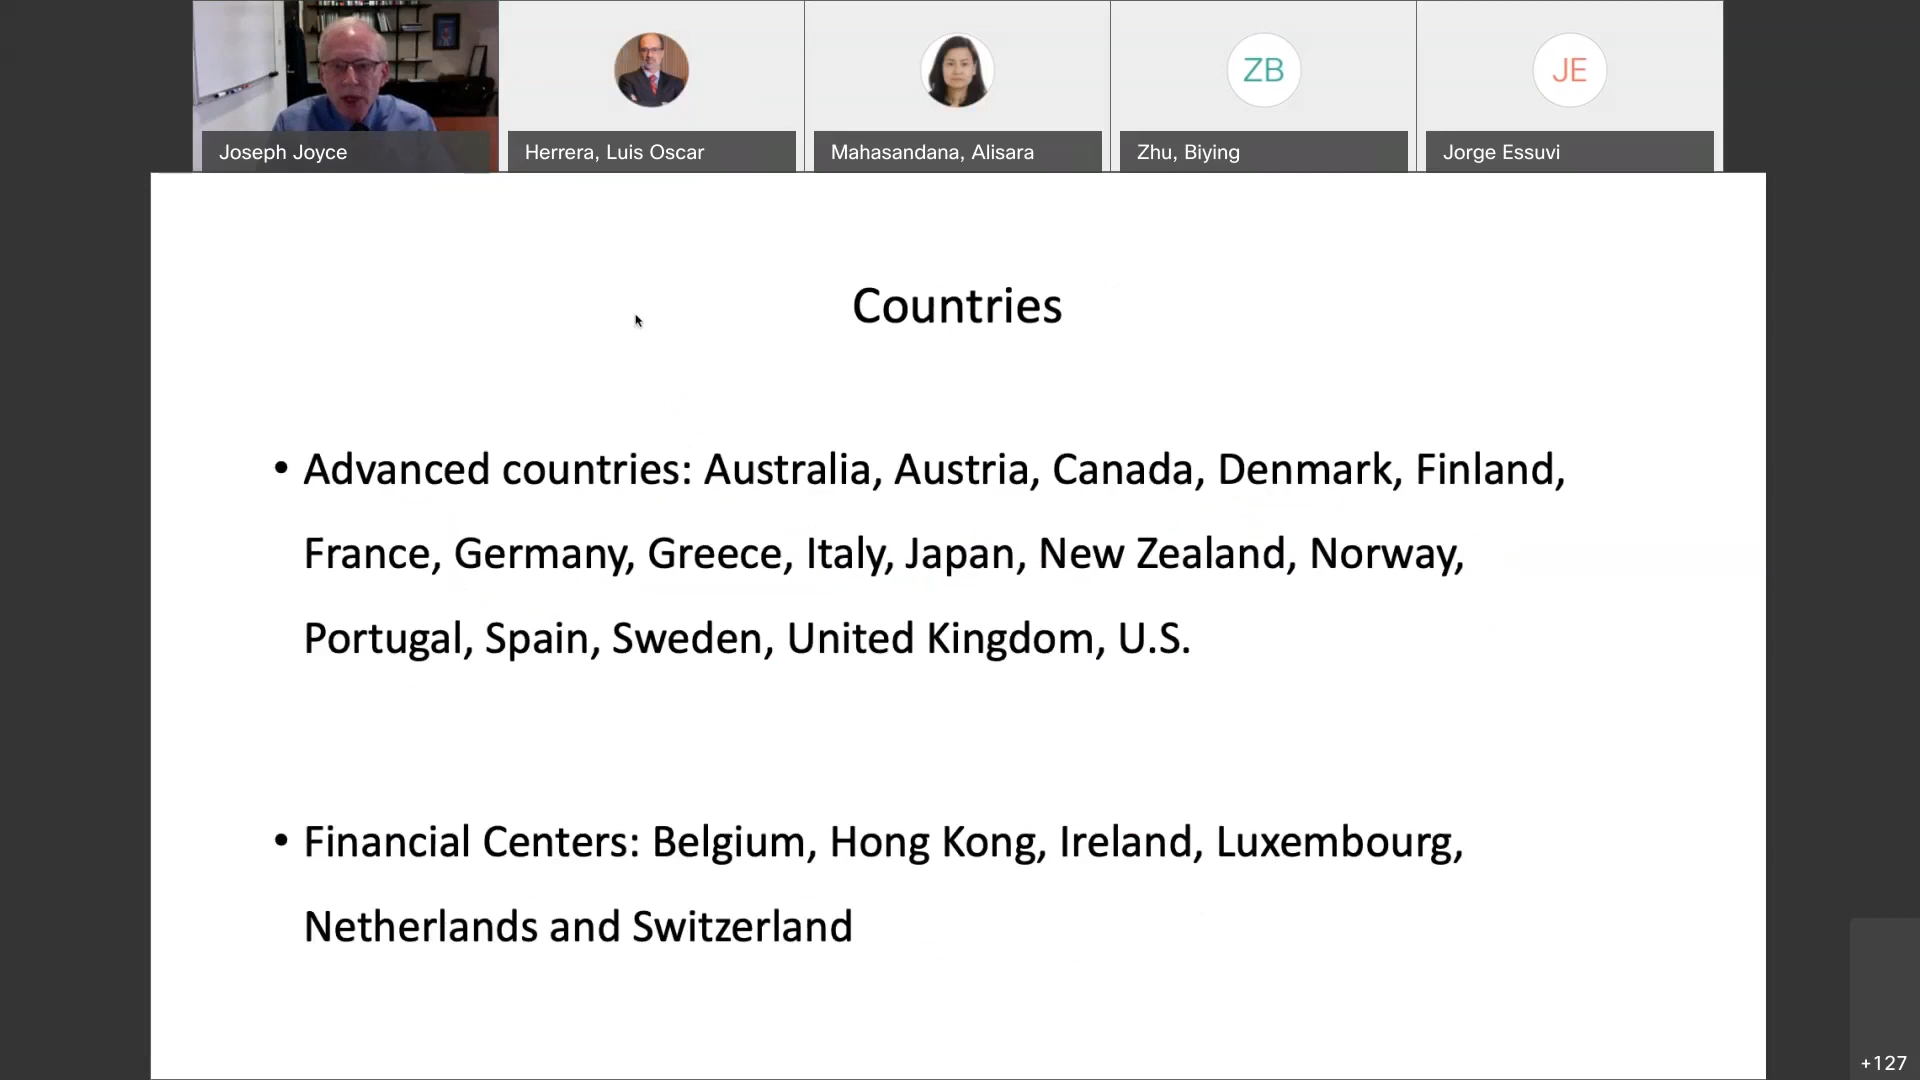 ZB
JE
Joseph Joyce
Herrera, Luis Oscar
Mahasandana, Alisara
Zhu, Biying
Jorge Essuvi
Countries
• Advanced countries: Australia, Austria, Canada, Denmark, Finland,
France, Germany, Greece, Italy, Japan, New Zealand, Norway,
Portugal, Spain, Sweden, United Kingdom, U.S.
• Financial Centers: Belgium, Hong Kong, Ireland, Luxembourg,
Netherlands and Switzerland
+127